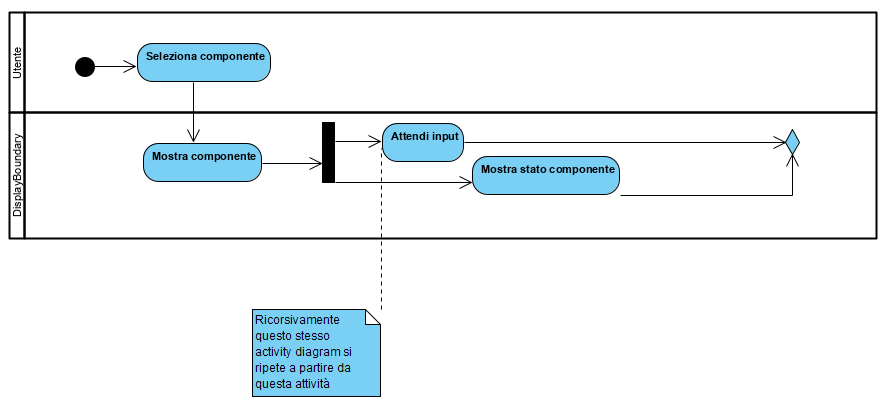 Utente
Seleziona componente
DisplayBoundary
Mostra componente
Attendi input
Mostra stato componente
Ricorsivamente
questo stesso
activity diagram si
ripete a partire da
questa attività